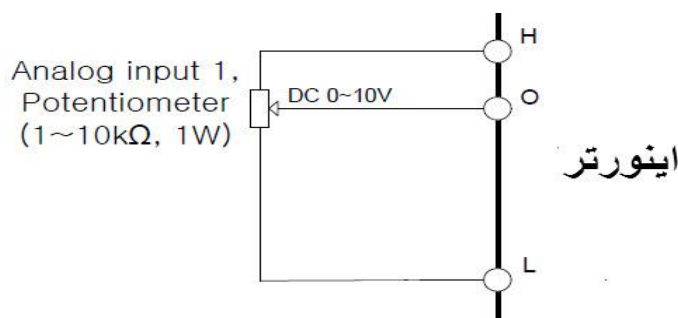 H
Analog input 1,
Potentiometer
(1~10kΩ, 1W)
DC 0~10V
O
اینورتر
L